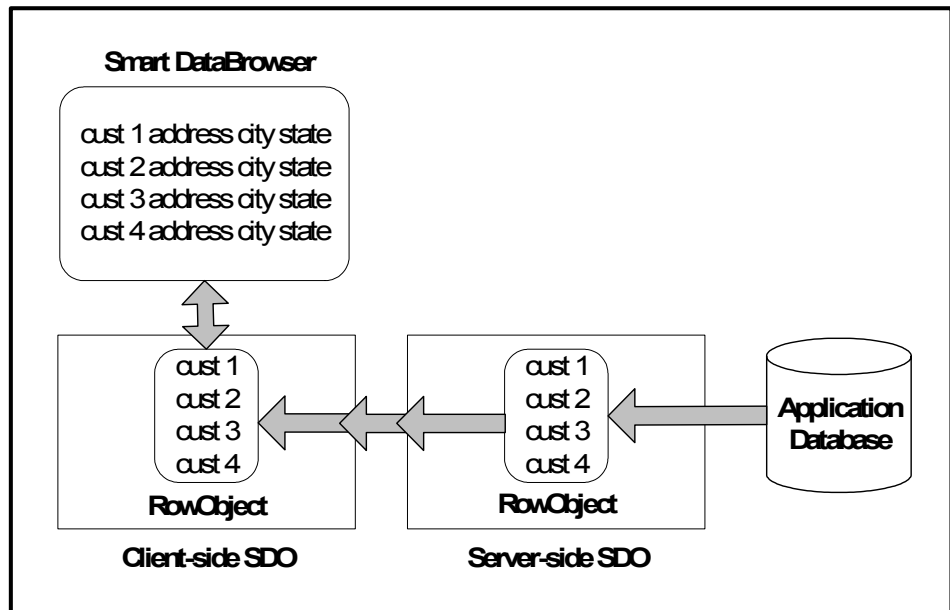 Smart DataBrowser
cust 1 address city state
cust 2 address city state
cust 3 address city state
cust 4 address city state
cust 1
cust 2
cust 3
cust 4
RowObject
Client-side SDO
cust 1
cust 2
cust 3
cust 4
RowObject
Server-side SDO
Application
Database